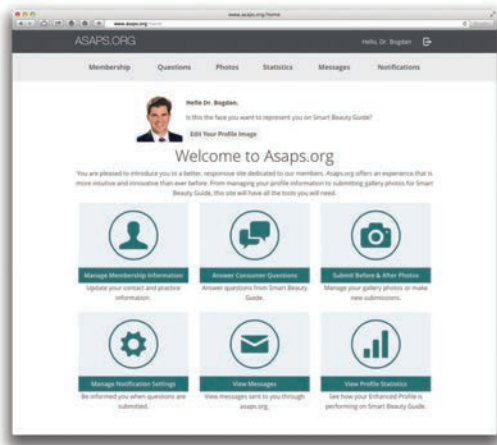 www.asaps.org/home
www.asaps.org/home
ASAPS.ORG
Hello, Dr. Bogdan
Membership Questions Photos Statistics Messages Notifications
Hello Dr. Bogdan,
Is this the face you want to represent you on Smart Beauty Guide?
Edit Your Profile Image
Welcome to Asaps.org
You are pleased to introduce you to a better, responsive site dedicated to our members. Asaps.org offers an experience that is
more intuitive and innovative than ever before. From managing your profile information to submitting gallery photos for Smart
Beauty Guide, this site will have all the tools you will need.
Manage Membership Information
Update your contact and practice
information.
Answer Consumer Questions
Answer questions from Smart Beauty
Guide.
Submit Before & After Photos
Manage your gallery photos or make
new submissions.
Manage Notification Settings
Be informed you when questions are
submitted.
View Messages
View messages sent to you through
asaps.org.
View Profile Statistics
See how your Enhanced Profile is
performing on Smart Beauty Guide.